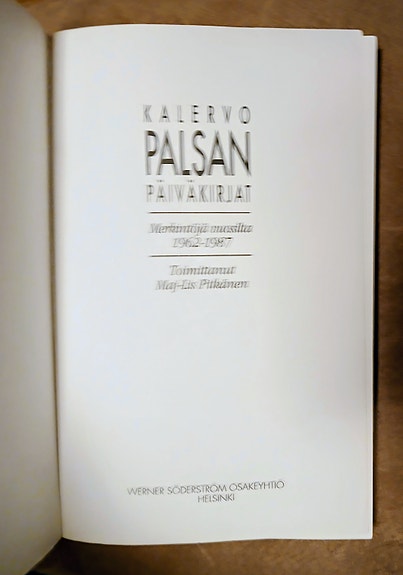 KALERVO
PALSAN
PÄIVÄKIRJAT
Merkintöjä vuosilta
1962-1987
Toimittanut
Maj-Lis Pitkänen
WERNER SÖDERSTRÖM OSAKEYHTIÖ
HELSINKI